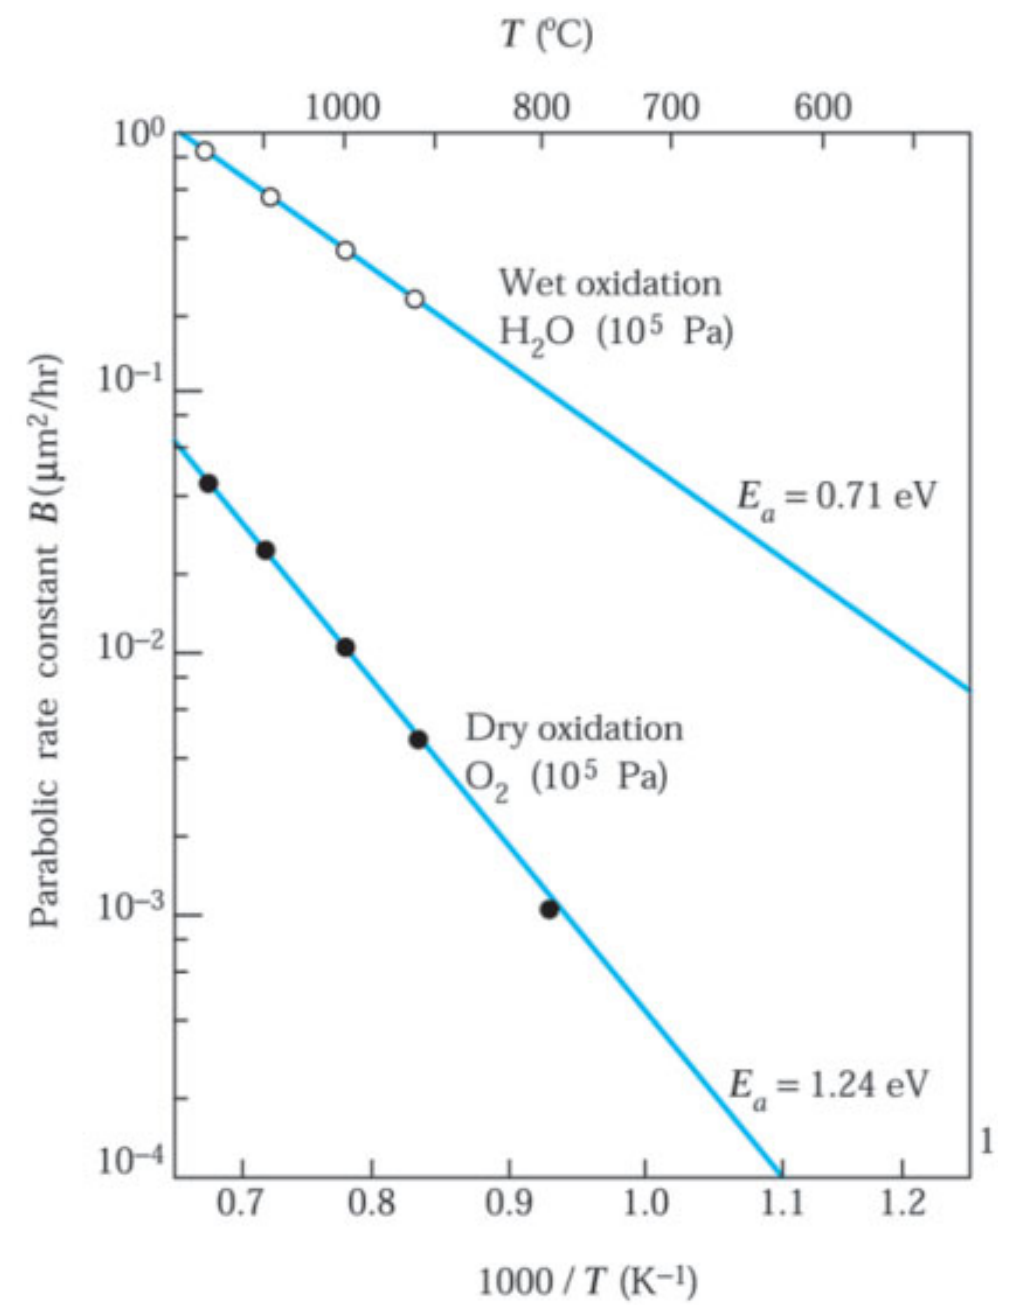 T (ºC)
1000 800 700 600
10⁰
Wet oxidation
H₂O (10⁵ Pa)
10⁻¹
Eₐ = 0.71 eV
Parabolic rate constant B(µm²/hr)
10⁻²
Dry oxidation
O₂ (10⁵ Pa)
10⁻³
Eₐ = 1.24 eV
1
10⁻⁴
0.7 0.8 0.9 1.0 1.1 1.2
1000 / T (K⁻¹)